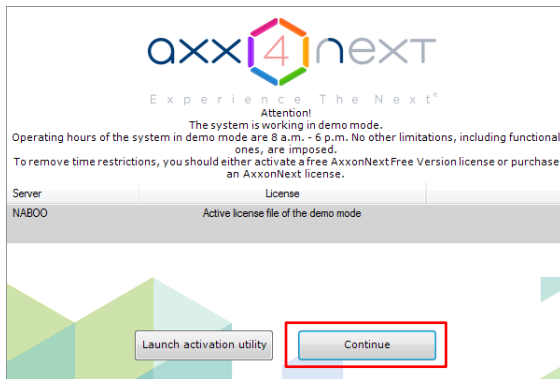 axx4next
Experience The Next®
Attention!
The system is working in demo mode.
Operating hours of the system in demo mode are 8 a.m. - 6 p.m. No other limitations, including functional
ones, are imposed.
To remove time restrictions, you should either activate a free AxxonNext Free Version license or purchase
an AxxonNext license.
Server License
NABOO Active license file of the demo mode
Launch activation utility Continue